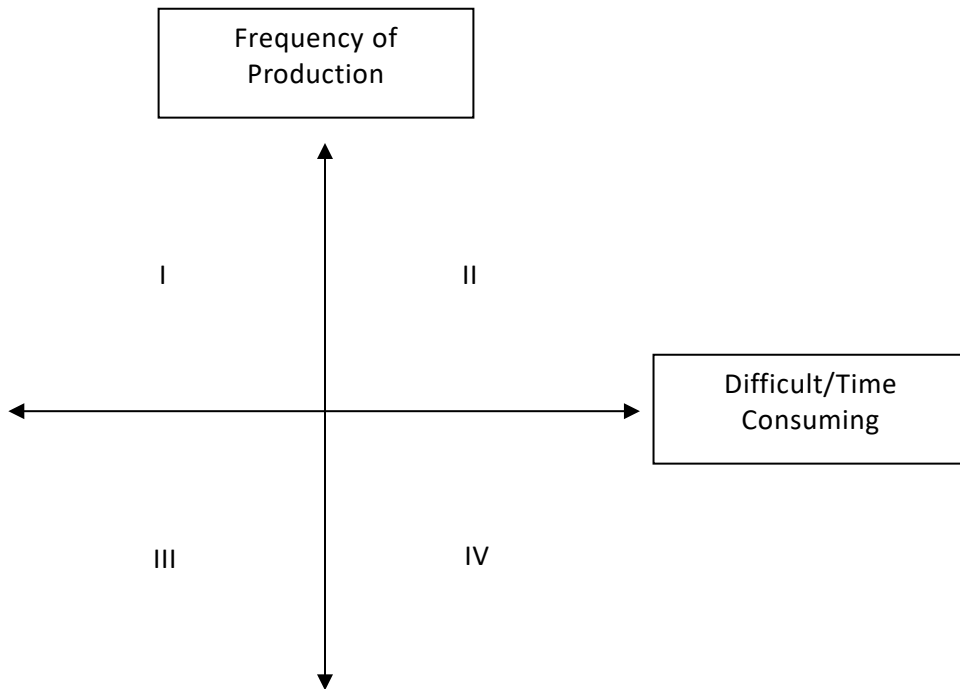 Frequency of
Production
I
II
Difficult/Time
Consuming
III
IV